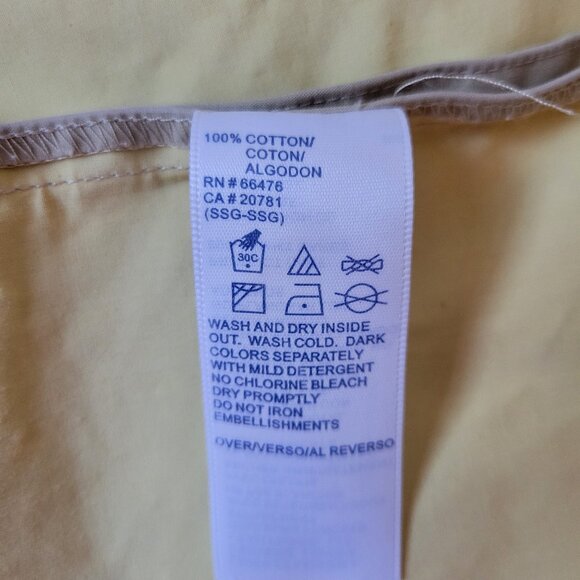 100% COTTON/
COTON/
ALGODON
RN # 66476
CA # 20781
(SSG-SSG)
30C
WASH AND DRY INSIDE
OUT. WASH COLD. DARK
COLORS SEPARATELY
WITH MILD DETERGENT
NO CHLORINE BLEACH
DRY PROMPTLY
DO NOT IRON
EMBELLISHMENTS
OVER/VERSO/AL REVERSO